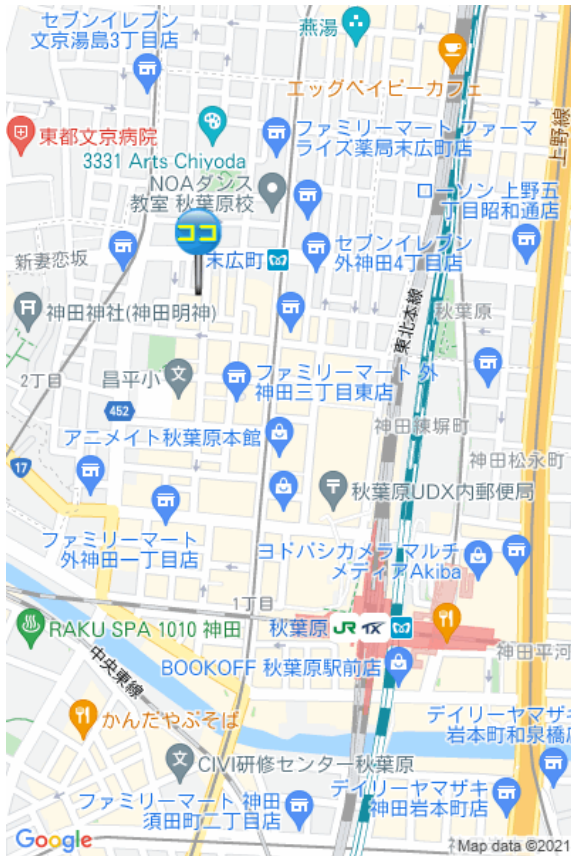 セブンイレブン
文京湯島3丁目店
燕湯
エッグベイビーカフェ
東都文京病院
3331 Arts Chiyoda
ファミリーマート ファーマ
ライズ薬局末広町店
上野線
NOAダンス
教室 秋葉原校
ローソン 上野五
丁目昭和通店
ココ
新妻恋坂
末広町
セブンイレブン
外神田4丁目店
東北本線
秋葉原
神田神社(神田明神)
2丁目
昌平小
ファミリーマート 外
神田三丁目東店
452
神田練塀町
アニメイト秋葉原本館
神田松永町
17
秋葉原UDX内郵便局
ファミリーマート
外神田一丁目店
ヨドバシカメラ マルチ
メディアAkiba
1丁目
RAKU SPA 1010 神田
秋葉原 JR TX
神田平河
中央東線
BOOKOFF 秋葉原駅前店
かんだやぶそば
デイリーヤマザキ
岩本町和泉橋店
CIVI研修センター秋葉原
ファミリーマート 神田
須田町二丁目店
デイリーヤマザキ
神田岩本町店
Google
Map data ©2021